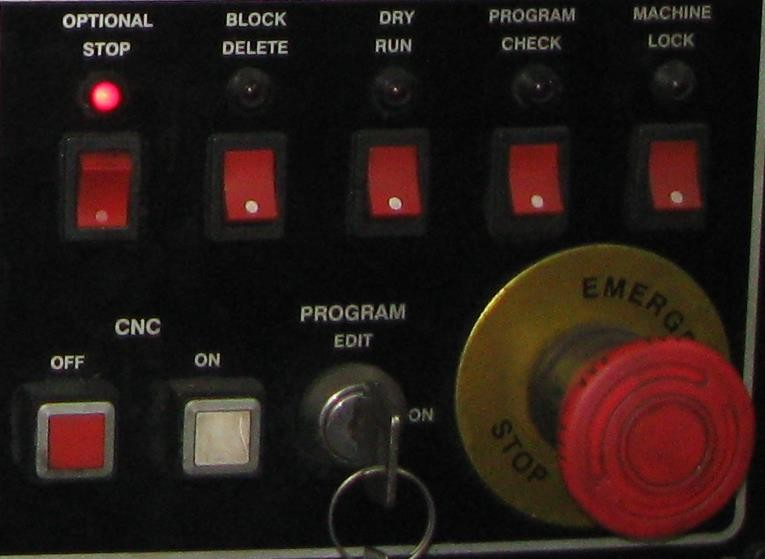 OPTIONAL
STOP
BLOCK
DELETE
DRY
RUN
PROGRAM
CHECK
MACHINE
LOCK
CNC
OFF
ON
PROGRAM
EDIT
ON
EMERG
STOP